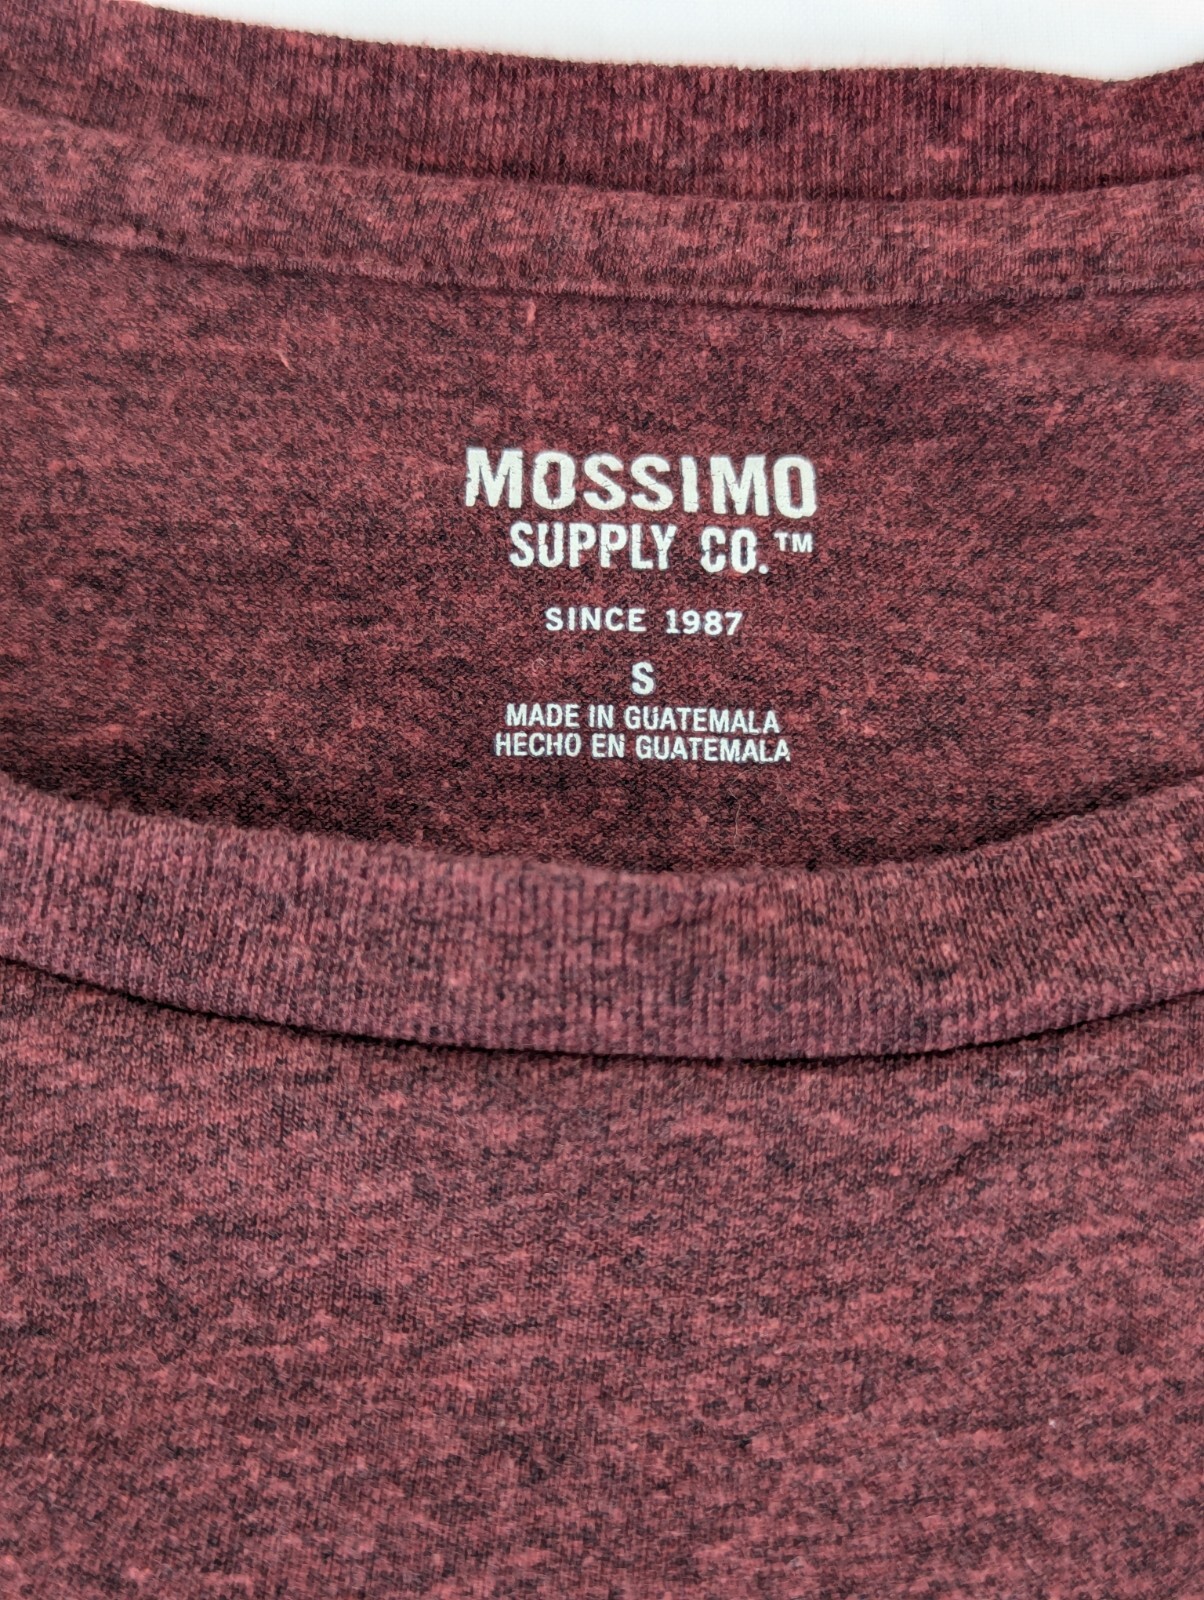 MOSSIMO
SUPPLY CO.™
SINCE 1987
S
MADE IN GUATEMALA
HECHO EN GUATEMALA